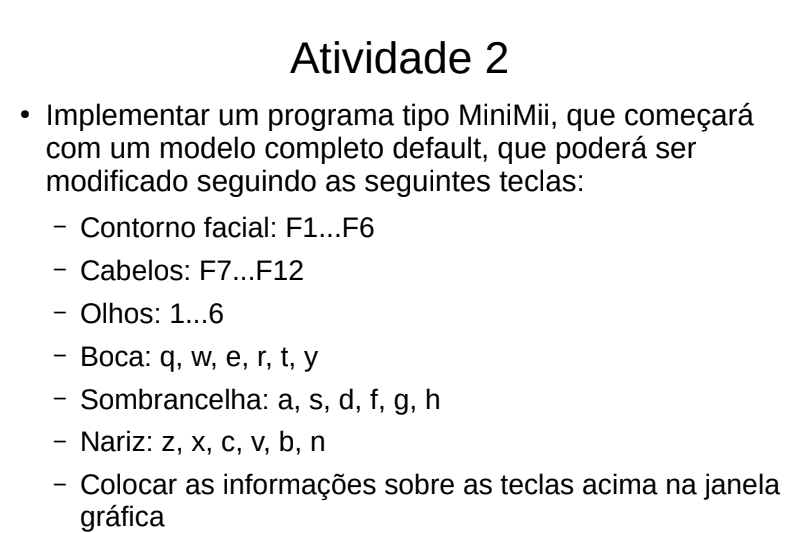 Atividade 2
• Implementar um programa tipo MiniMii, que começará
com um modelo completo default, que poderá ser
modificado seguindo as seguintes teclas:
– Contorno facial: F1...F6
– Cabelos: F7...F12
– Olhos: 1...6
– Boca: q, w, e, r, t, y
– Sombrancelha: a, s, d, f, g, h
– Nariz: z, x, c, v, b, n
– Colocar as informações sobre as teclas acima na janela
gráfica